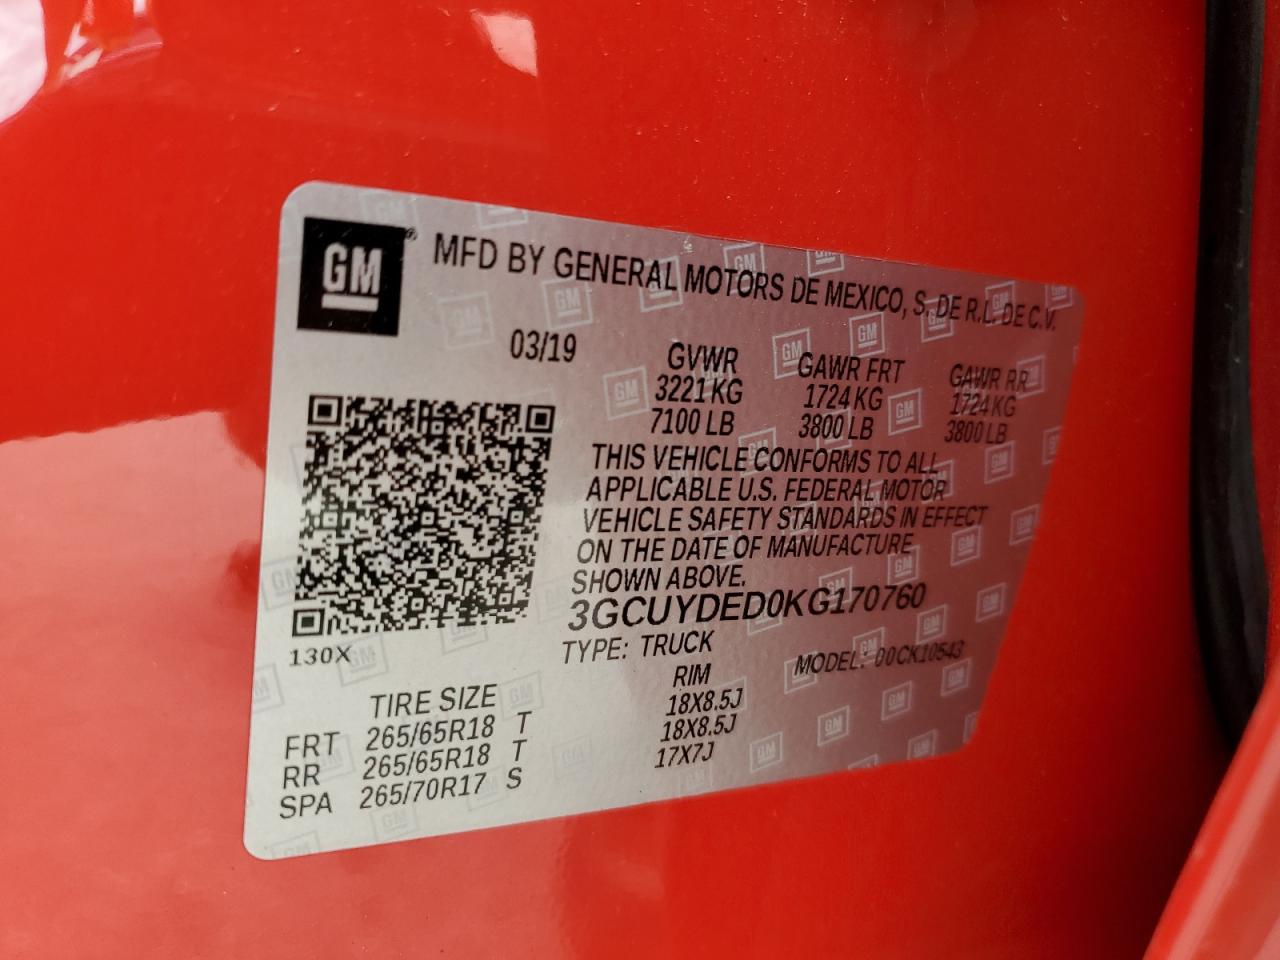 GM ® MFD BY GENERAL MOTORS DE MEXICO, S. DE R.L. DE C.V.
03/19
GVWR GAWR FRT GAWR RR
3221 KG 1724 KG 1724 KG
7100 LB 3800 LB 3800 LB
THIS VEHICLE CONFORMS TO ALL
APPLICABLE U.S. FEDERAL MOTOR
VEHICLE SAFETY STANDARDS IN EFFECT
ON THE DATE OF MANUFACTURE
SHOWN ABOVE.
3GCUYDED0KG170760
130X
TYPE: TRUCK MODEL: 00CK10543
TIRE SIZE RIM
FRT 265/65R18 T 18X8.5J
RR 265/65R18 T 18X8.5J
SPA 265/70R17 S 17X7J